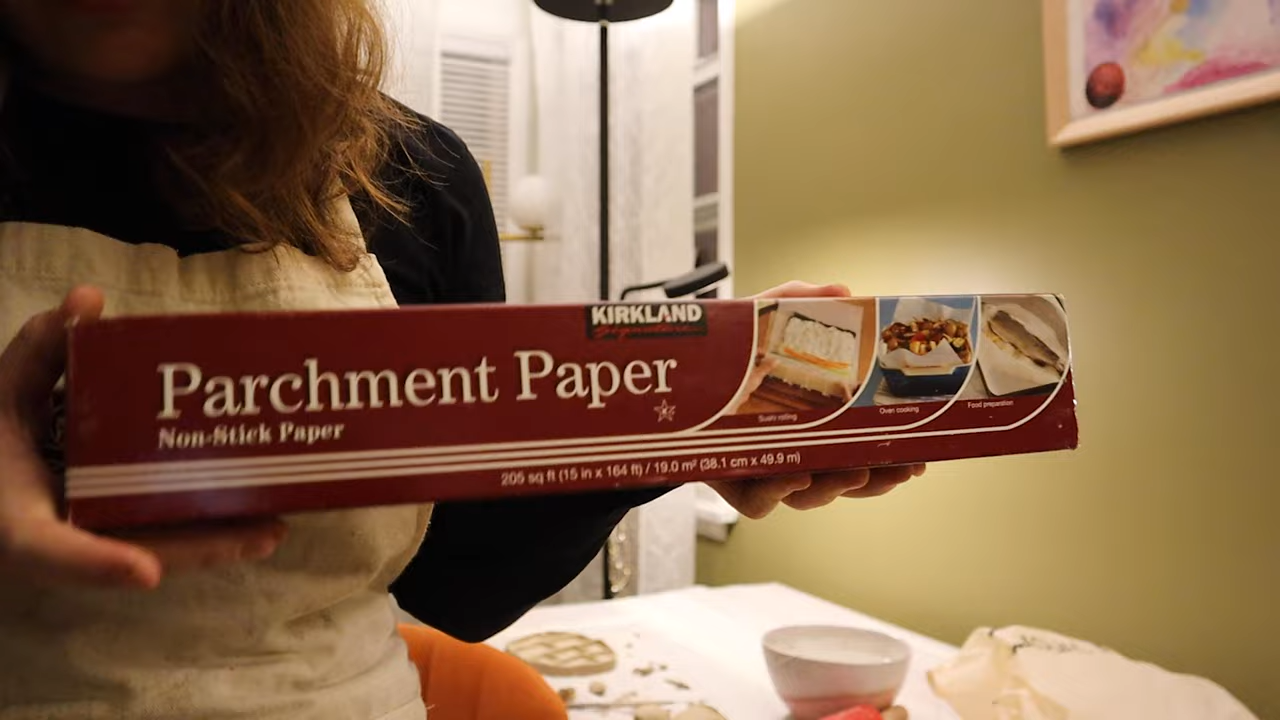 KIRKLAND
Signature
Parchment Paper
Non-Stick Paper
Sushi rolling
Oven cooking
Food preparation
205 sq ft (15 in x 164 ft) / 19.0 m² (38.1 cm x 49.9 m)